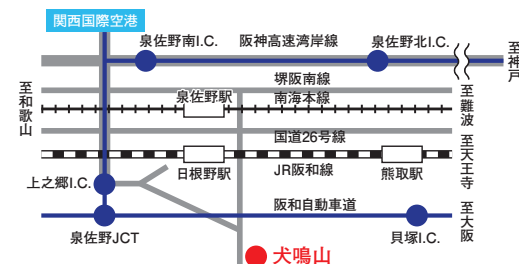 関西国際空港
泉佐野南I.C.
阪神高速湾岸線
泉佐野北I.C.
至神戸
堺阪南線
至和歌山
泉佐野駅
南海本線
至難波
国道26号線
至天王寺
日根野駅
JR阪和線
熊取駅
上之郷I.C.
阪和自動車道
至大阪
泉佐野JCT
貝塚I.C.
犬鳴山